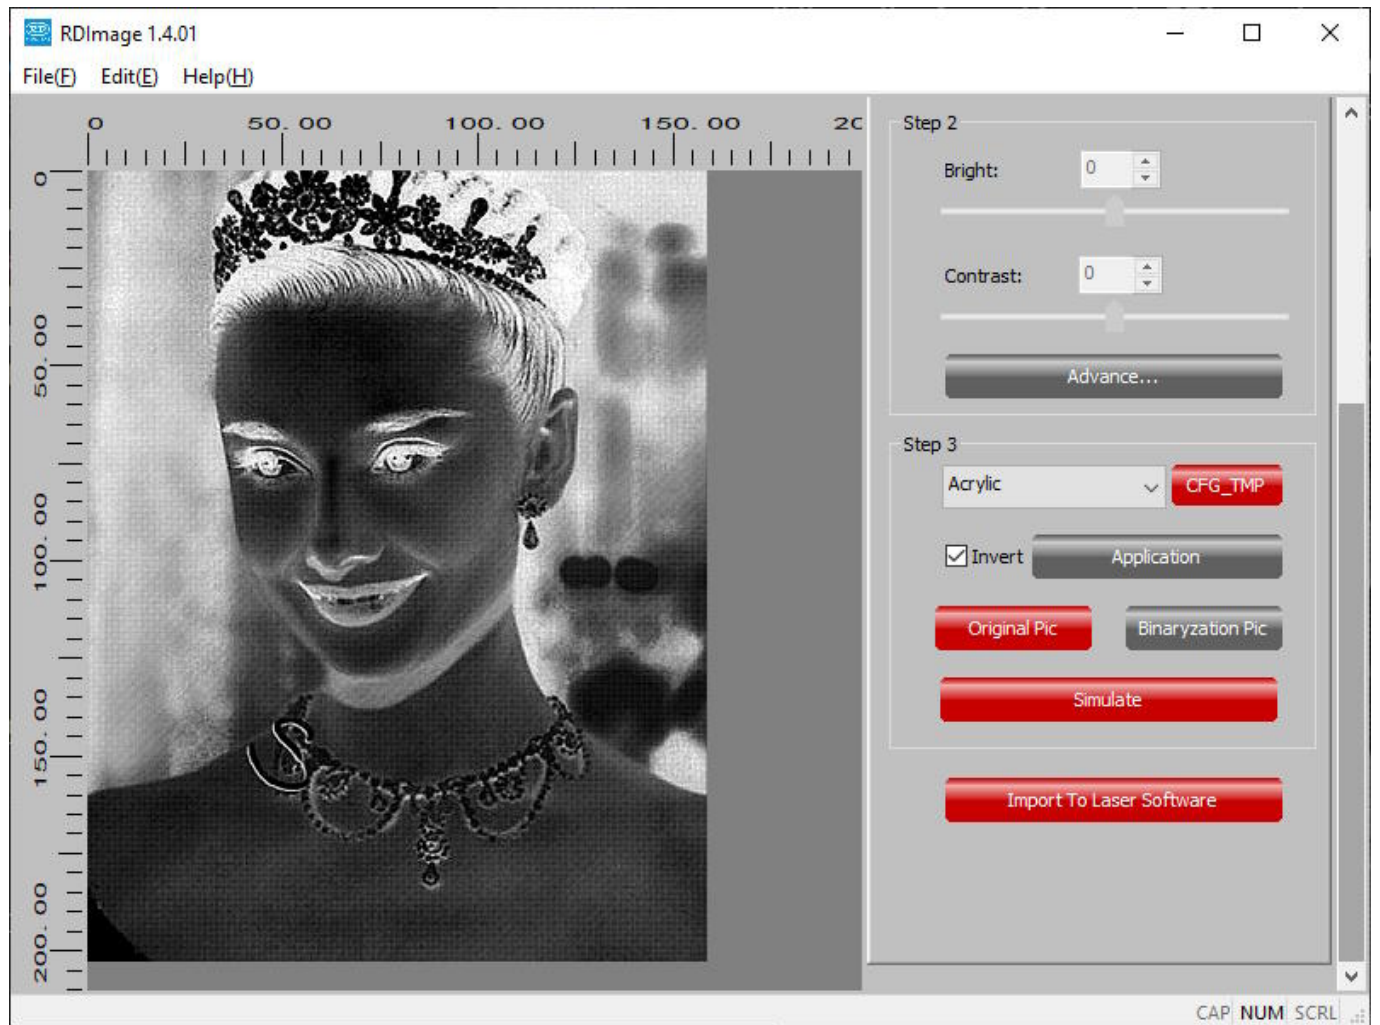 RDImage 1.4.01
File(F) Edit(E) Help(H)
0 50.00 100.00 150.00 20
0
50.00
100.00
150.00
200.00
Step 2
Bright: 0
Contrast: 0
Advance...
Step 3
Acrylic CFG_TMP
Invert Application
Original Pic Binaryzation Pic
Simulate
Import To Laser Software
CAP NUM SCRL